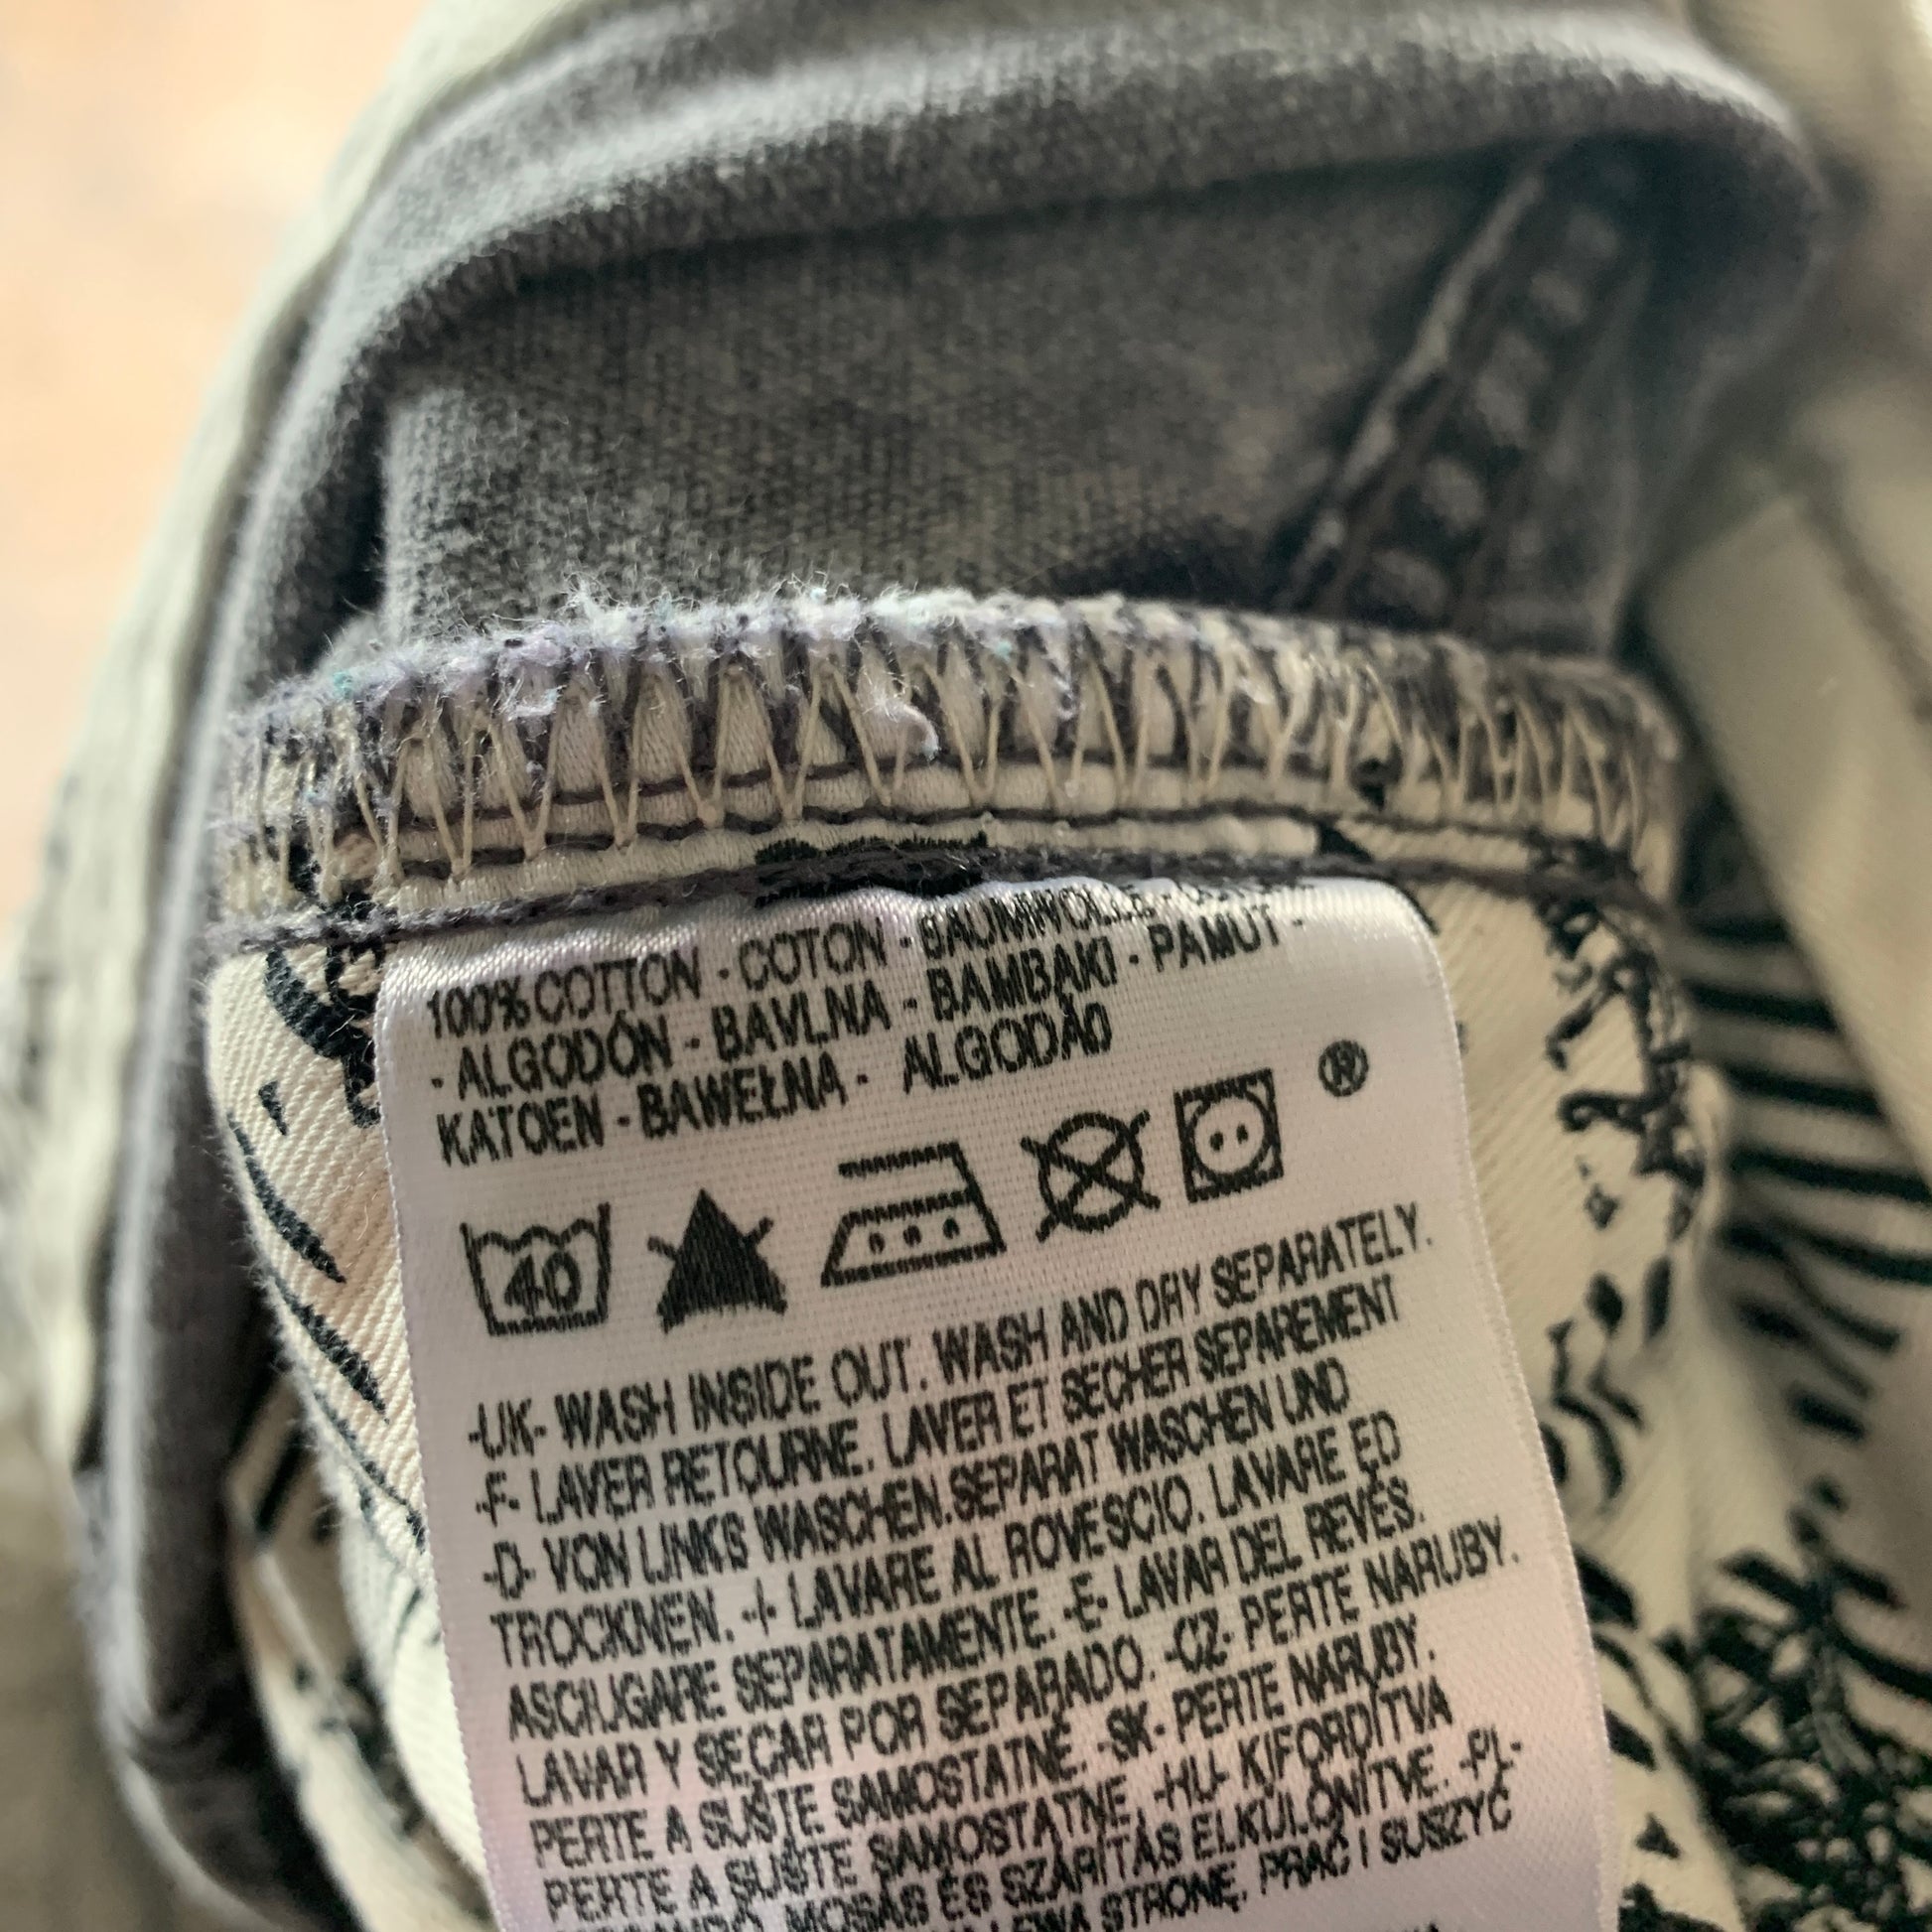 100% COTTON - COTON - BAUMWOLLE -
- ALGODÓN - BAVLNA - BAMBAKI - PAMUT -
KATOEN - BAWEŁNA - ALGODÃO
®
40
-UK- WASH INSIDE OUT. WASH AND DRY SEPARATELY.
-F- LAVER RETOURNE. LAVER ET SECHER SEPAREMENT
-D- VON LINKS WASCHEN.SEPARAT WASCHEN UND
TROCKNEN. -I- LAVARE AL ROVESCIO. LAVARE ED
ASCIUGARE SEPARATAMENTE. -E- LAVAR DEL REVÉS.
LAVAR Y SECAR POR SEPARADO. -CZ- PERTE NARUBY.
PERTE A SUŠTE SAMOSTATNĚ. -SK- PERTE NARUBY.
PERTE A SUŠTE SAMOSTATNE. -HU- KIFORDÍTVA
MOSÁS ÉS SZÁRÍTÁS ELKÜLÖNÍTVE. -PL-
LEWĄ STRONĘ. PRAĆ I SUSZYĆ